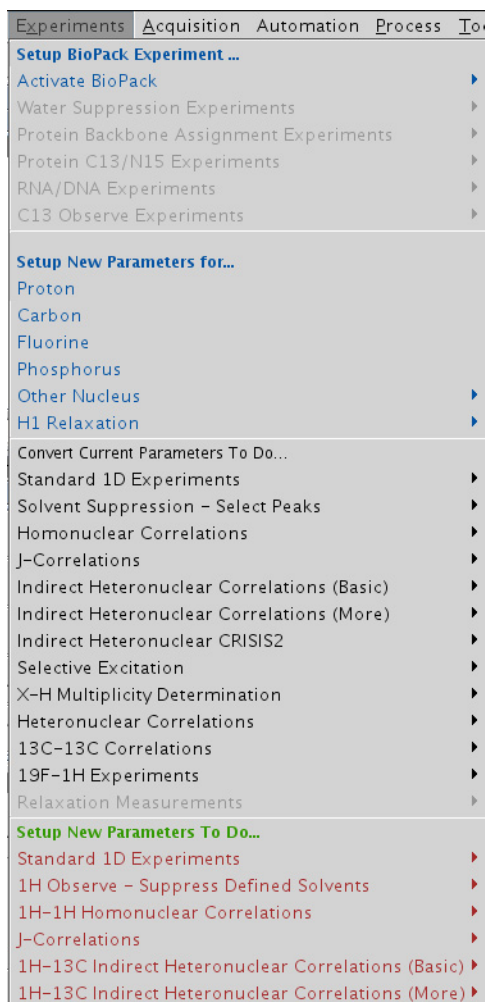 Experiments Acquisition Automation Process
Setup BioPack Experiment ...
Activate BioPack
Water Suppression Experiments
Protein Backbone Assignment Experiments
Protein C13/N15 Experiments
RNA/DNA Experiments
C13 Observe Experiments
Setup New Parameters for...
Proton
Carbon
Fluorine
Phosphorus
Other Nucleus
H1 Relaxation
Convert Current Parameters To Do...
Standard 1D Experiments
Solvent Suppression - Select Peaks
Homonuclear Correlations
J-Correlations
Indirect Heteronuclear Correlations (Basic)
Indirect Heteronuclear Correlations (More)
Indirect Heteronuclear CRISIS2
Selective Excitation
X-H Multiplicity Determination
Heteronuclear Correlations
13C-13C Correlations
19F-1H Experiments
Relaxation Measurements
Setup New Parameters To Do...
Standard 1D Experiments
1H Observe - Suppress Defined Solvents
1H-1H Homonuclear Correlations
J-Correlations
1H-13C Indirect Heteronuclear Correlations (Basic)
1H-13C Indirect Heteronuclear Correlations (More)